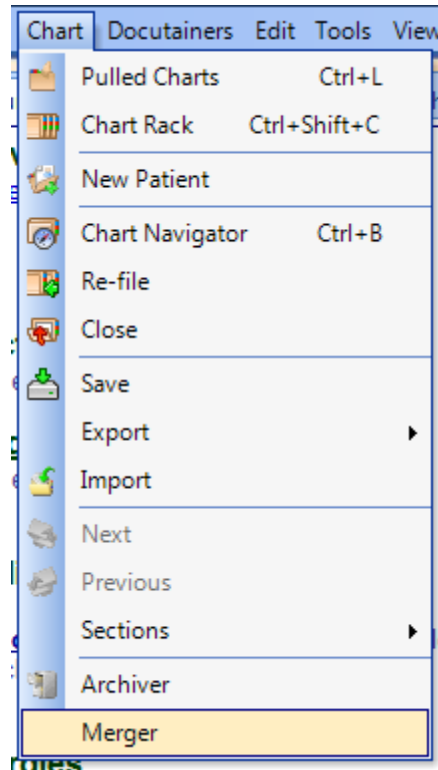 Chart Docutainers Edit Tools View
Pulled Charts Ctrl+L
Chart Rack Ctrl+Shift+C
New Patient
Chart Navigator Ctrl+B
Re-file
Close
Save
Export
Import
Next
Previous
Sections
Archiver
Merger